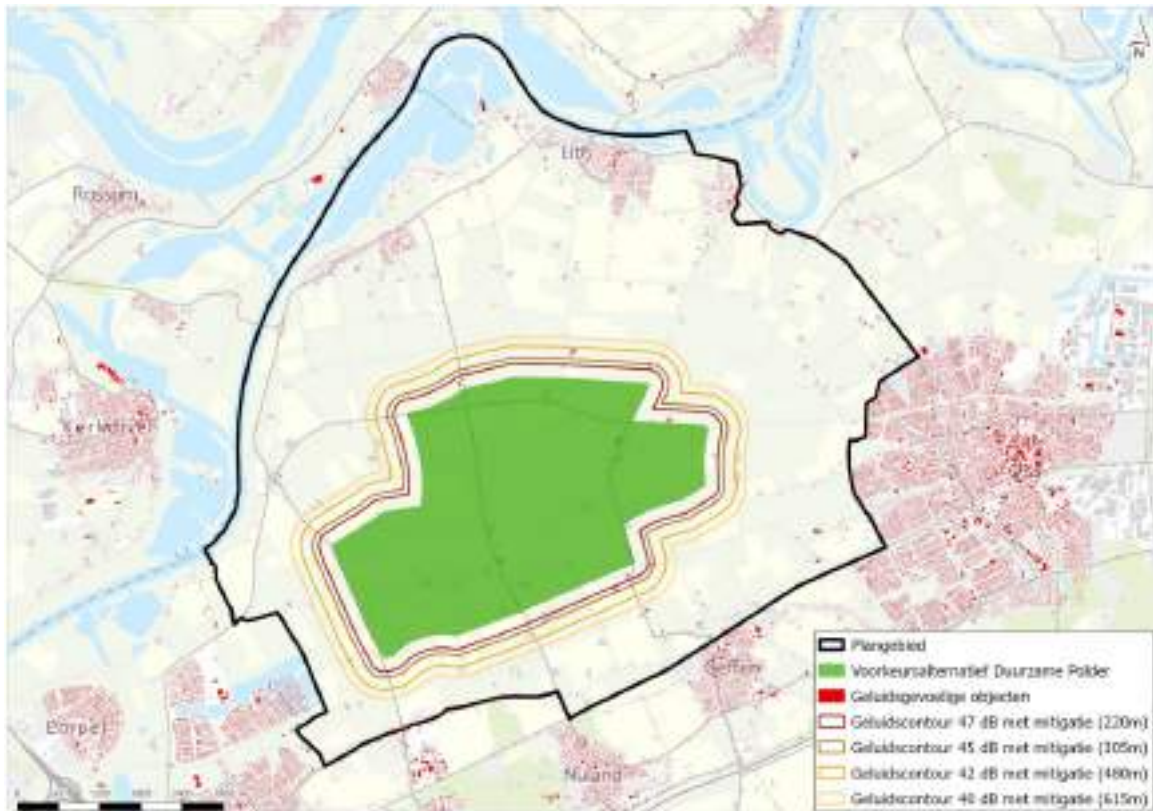 N
Lith
Rossum
Kerkdriel
Geffen
Nuland
Plangebied
Voorkeursalternatief Duurzame Polder
Geluidsgevoelige objecten
Geluidscontour 47 dB met mitigatie (220m)
Geluidscontour 45 dB met mitigatie (305m)
Geluidscontour 42 dB met mitigatie (480m)
Geluidscontour 40 dB met mitigatie (615m)